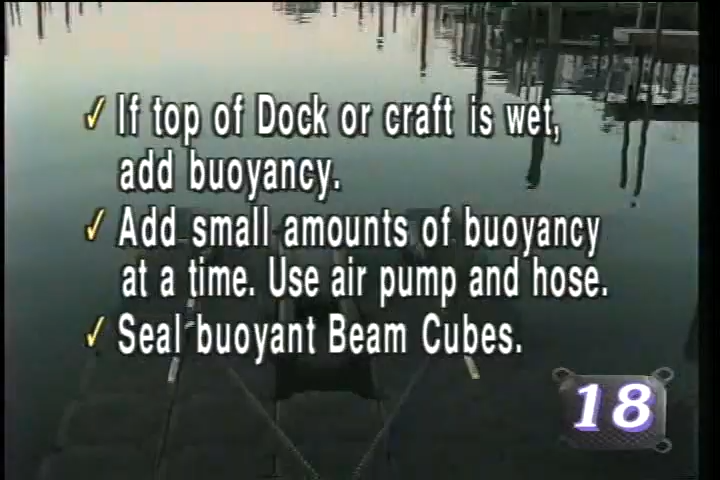 ✓ If top of Dock or craft is wet,
add buoyancy.
✓ Add small amounts of buoyancy
at a time. Use air pump and hose.
✓ Seal buoyant Beam Cubes.
18